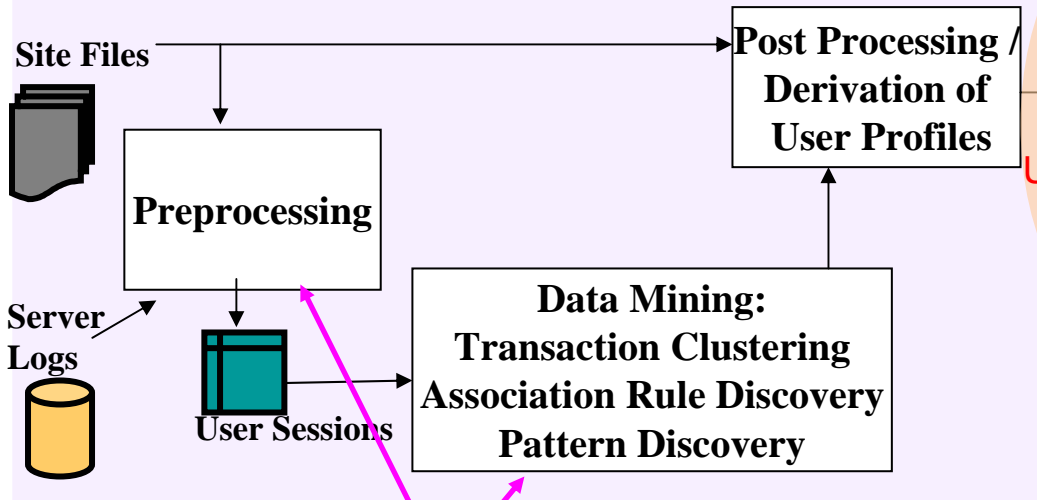 Site Files
Post Processing /
Derivation of
User Profiles
Preprocessing
Server
Logs
User Sessions
Data Mining:
Transaction Clustering
Association Rule Discovery
Pattern Discovery